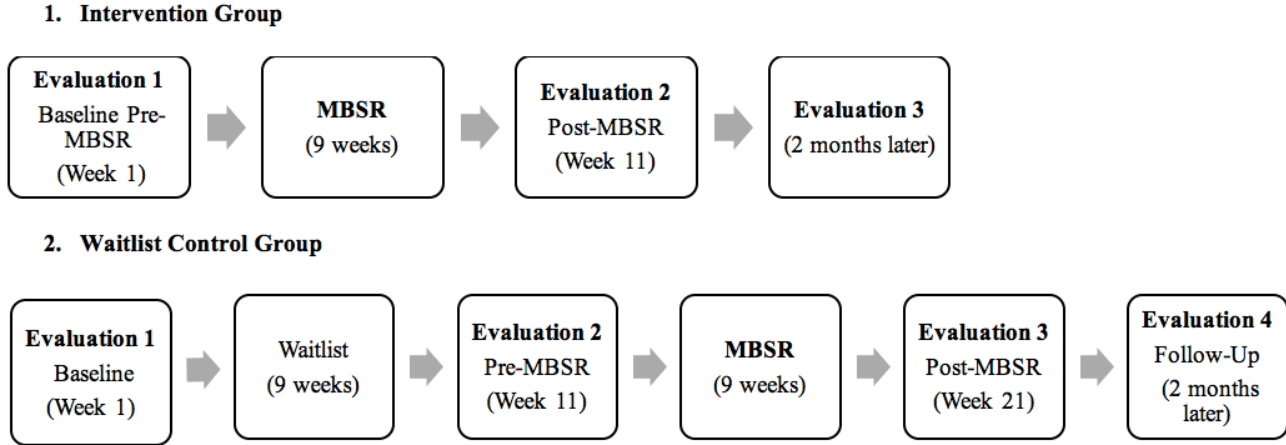 1. Intervention Group
Evaluation 1
Baseline Pre-
MBSR
(Week 1)
MBSR
(9 weeks)
Evaluation 2
Post-MBSR
(Week 11)
Evaluation 3
(2 months later)
2. Waitlist Control Group
Evaluation 1
Baseline
(Week 1)
Waitlist
(9 weeks)
Evaluation 2
Pre-MBSR
(Week 11)
MBSR
(9 weeks)
Evaluation 3
Post-MBSR
(Week 21)
Evaluation 4
Follow-Up
(2 months
later)